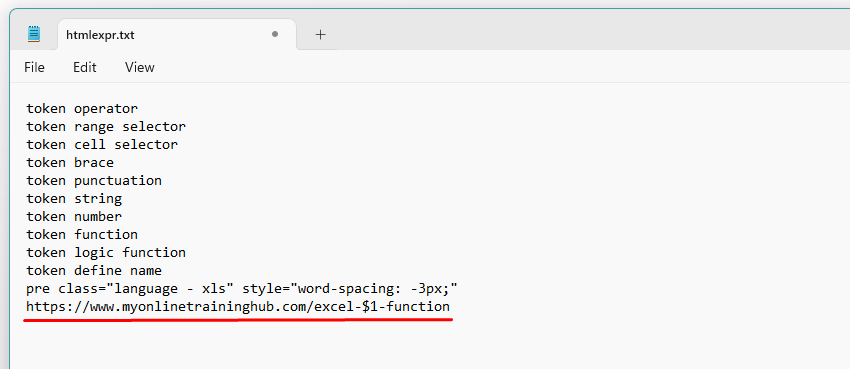 htmlexpr.txt
File Edit View
token operator
token range selector
token cell selector
token brace
token punctuation
token string
token number
token function
token logic function
token define name
pre class="language - xls" style="word-spacing: -3px;"
https://www.myonlinetraininghub.com/excel-$1-function